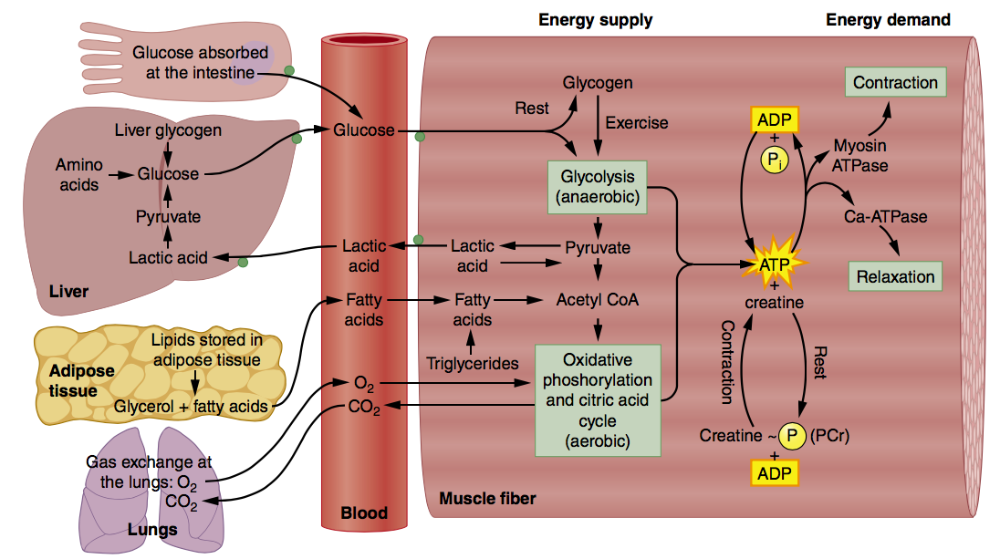 Energy supply
Energy demand
Glucose absorbed
at the intestine
Liver glycogen
Amino
acids
Glucose
Pyruvate
Lactic acid
Liver
Lipids stored in
adipose tissue
Adipose
tissue
Glycerol + fatty acids
Gas exchange at
the lungs: O2
CO2
Lungs
Glucose
Lactic
acid
Fatty
acids
O2
CO2
Blood
Glycogen
Rest
Exercise
Glycolysis
(anaerobic)
Lactic
acid
Pyruvate
Fatty
acids
Acetyl CoA
Triglycerides
Oxidative
phoshorylation
and citric acid
cycle
(aerobic)
Muscle fiber
ADP
+
Pi
ATP
+
creatine
Contraction
Rest
Creatine ~ P (PCr)
+
ADP
Contraction
Myosin
ATPase
Ca-ATPase
Relaxation